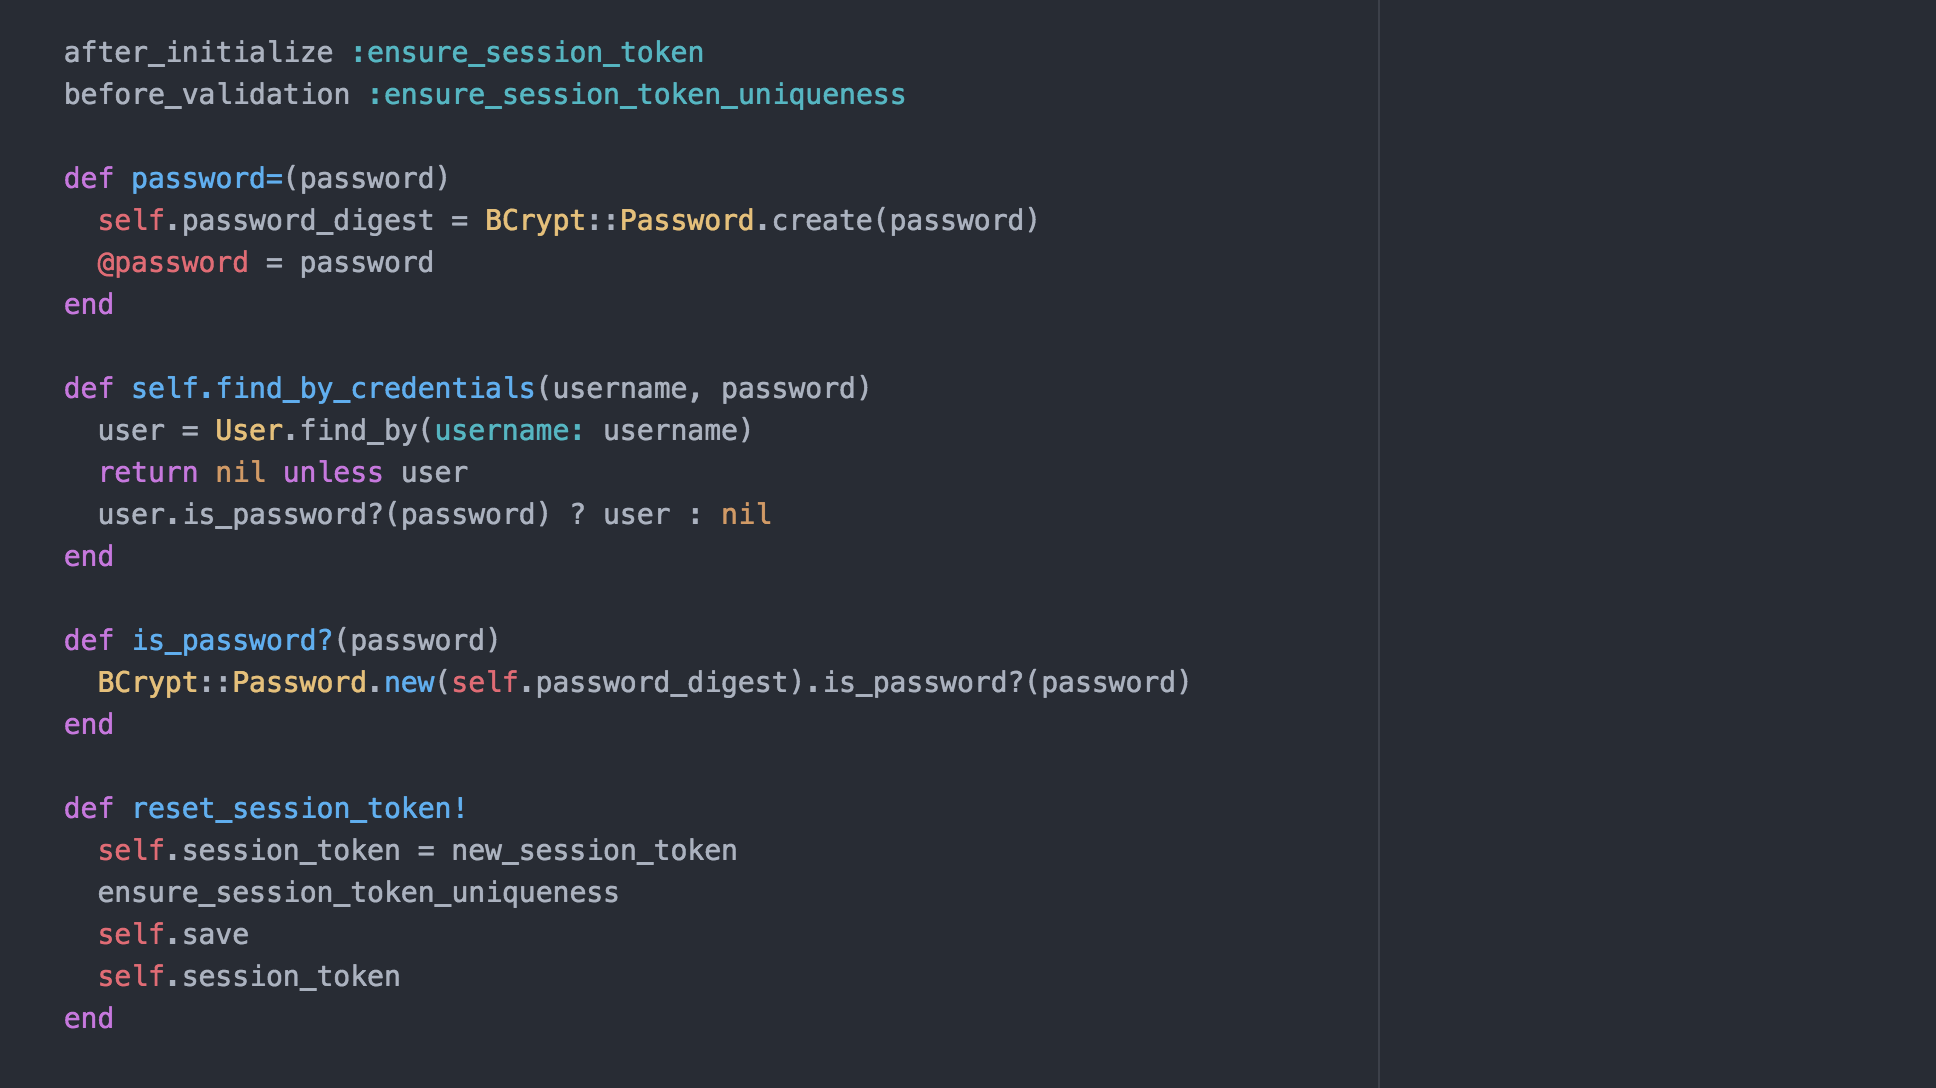 after_initialize :ensure_session_token
before_validation :ensure_session_token_uniqueness

def password=(password)
  self.password_digest = BCrypt::Password.create(password)
  @password = password
end

def self.find_by_credentials(username, password)
  user = User.find_by(username: username)
  return nil unless user
  user.is_password?(password) ? user : nil
end

def is_password?(password)
  BCrypt::Password.new(self.password_digest).is_password?(password)
end

def reset_session_token!
  self.session_token = new_session_token
  ensure_session_token_uniqueness
  self.save
  self.session_token
end